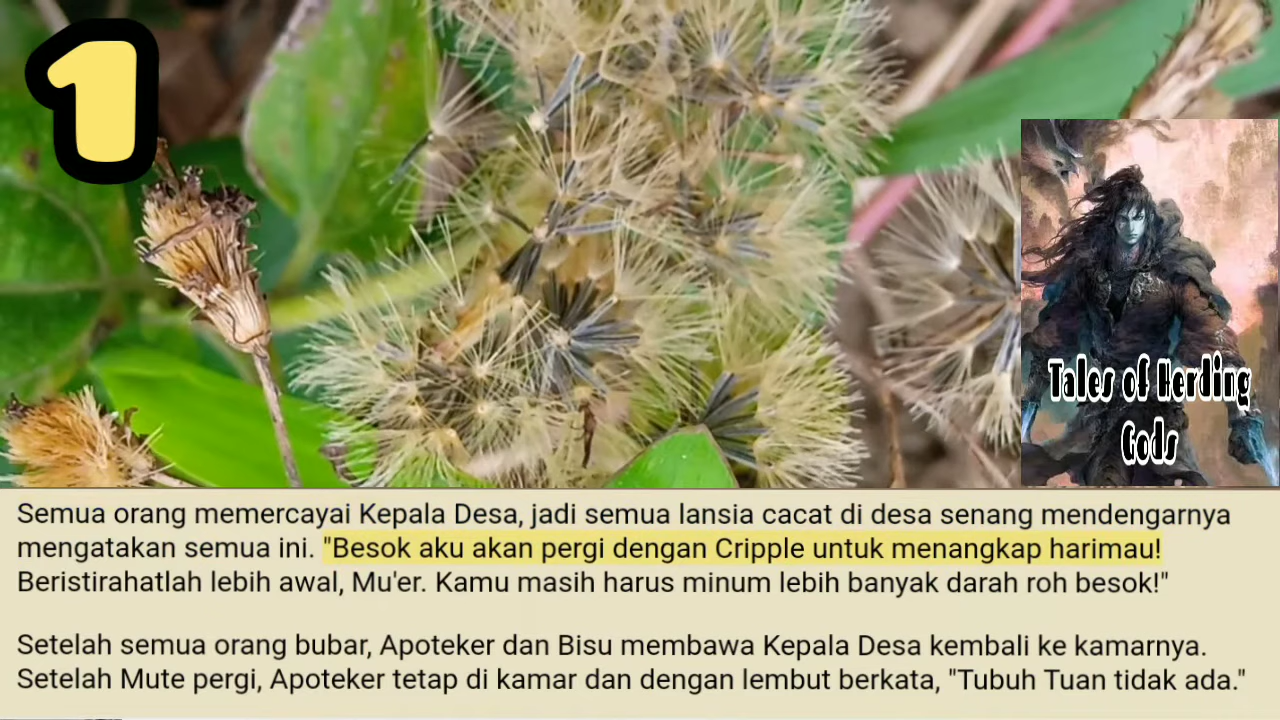 1
Tales of Herding
Gods
Semua orang memercayai Kepala Desa, jadi semua lansia cacat di desa senang mendengarnya
mengatakan semua ini. "Besok aku akan pergi dengan Cripple untuk menangkap harimau!
Beristirahatlah lebih awal, Mu'er. Kamu masih harus minum lebih banyak darah roh besok!"
Setelah semua orang bubar, Apoteker dan Bisu membawa Kepala Desa kembali ke kamarnya.
Setelah Mute pergi, Apoteker tetap di kamar dan dengan lembut berkata, "Tubuh Tuan tidak ada."